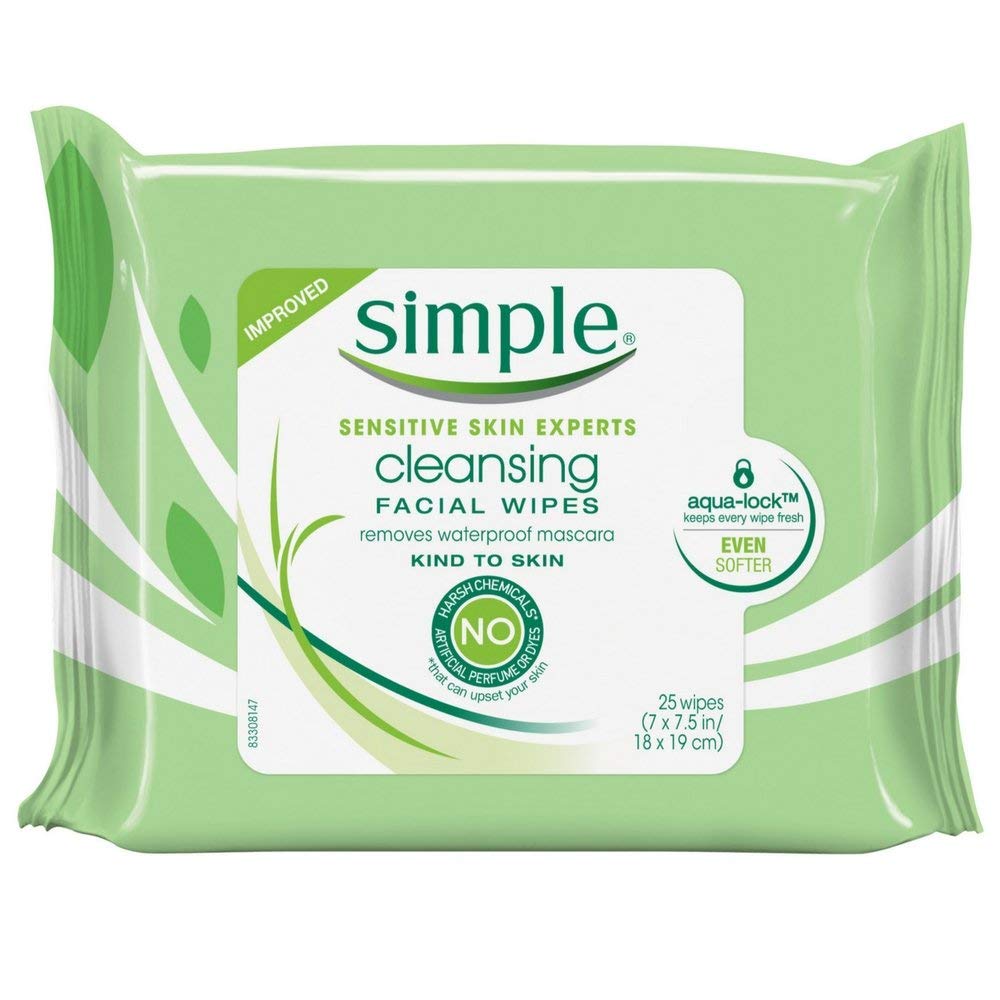 IMPROVED
simple®
SENSITIVE SKIN EXPERTS
cleansing
FACIAL WIPES
removes waterproof mascara
KIND TO SKIN
HARSH CHEMICALS*
NO
ARTIFICIAL PERFUME OR DYES
*that can upset your skin
aqua-lock™
keeps every wipe fresh
EVEN
SOFTER
25 wipes
(7 x 7.5 in/
18 x 19 cm)
83308147